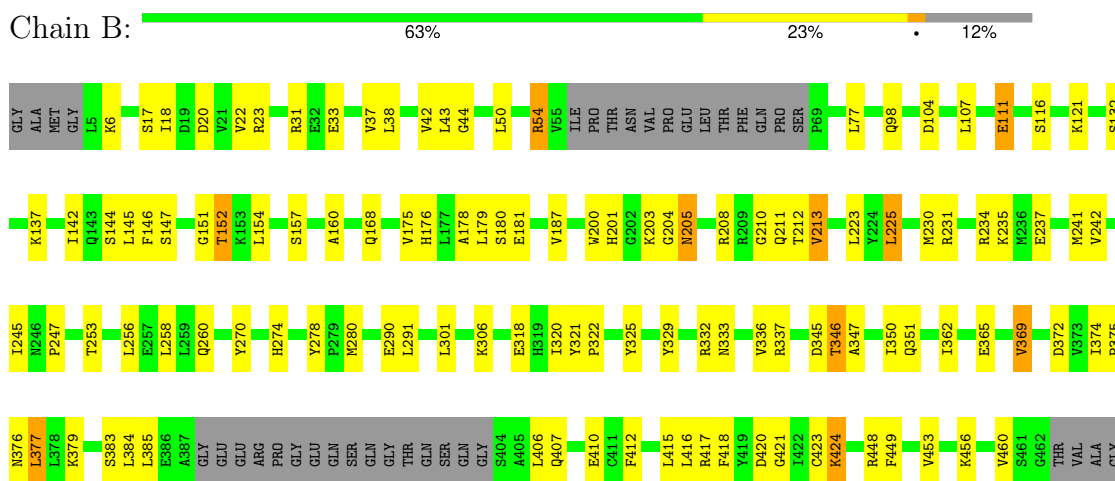 Chain B:
63% 23% • 12%
GLY ALA MET GLY L5 K6 S17 I18 D19 D20 V21 V22 R23 R31 E32 E33 V37 L38 V42 L43 G44 L50 R54 V55 ILE PRO THR ASN VAL PRO GLU LEU THR PHE GLN PRO SER P69 L77 Q98 D104 L107 E111 S116 K121
K137 I142 Q143 S144 L145 F146 S147 G151 T152 K153 L154 S157 A160 Q168 V175 H176 L177 A178 L179 S180 E181 V187 W200 H201 G202 K203 G204 N205 R208 R209 G210 Q211 T212 V213 L223 Y224 L225 M230 R231 R234 K235 M236 E237 M241 V242
I245 N246 P247 T253 L256 E257 L258 L259 Q260 Y270 H274 Y278 P279 M280 E290 L291 L301 K306 E318 H319 I320 Y321 P322 Y325 Y329 R332 N333 V336 R337 D345 T346 A347 I350 Q351 I362 E365 V369 D372 V373 I374
N376 L377 L378 K379 S383 L384 L385 E386 A387 GLY GLU GLU ARG PRO GLY GLU GLN SER GLN GLY THR GLN SER GLN GLY S404 A405 L406 Q407 E410 C411 F412 L415 L416 R417 F418 Y419 D420 G421 I422 C423 K424 R448 F449 V453 K456 V460 S461 G462 THR VAL ALA